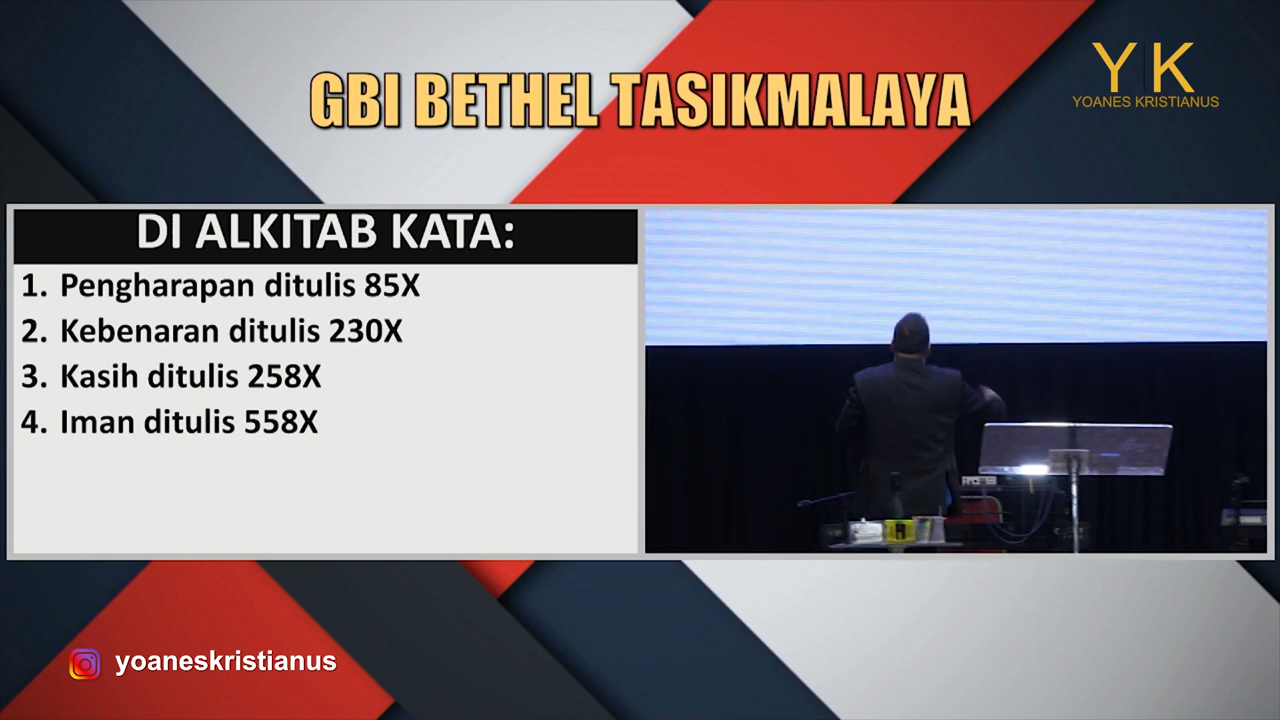 GBI BETHEL TASIKMALAYA
YK
YOANES KRISTIANUS
DI ALKITAB KATA:
1. Pengharapan ditulis 85X
2. Kebenaran ditulis 230X
3. Kasih ditulis 258X
4. Iman ditulis 558X
yoaneskristianus